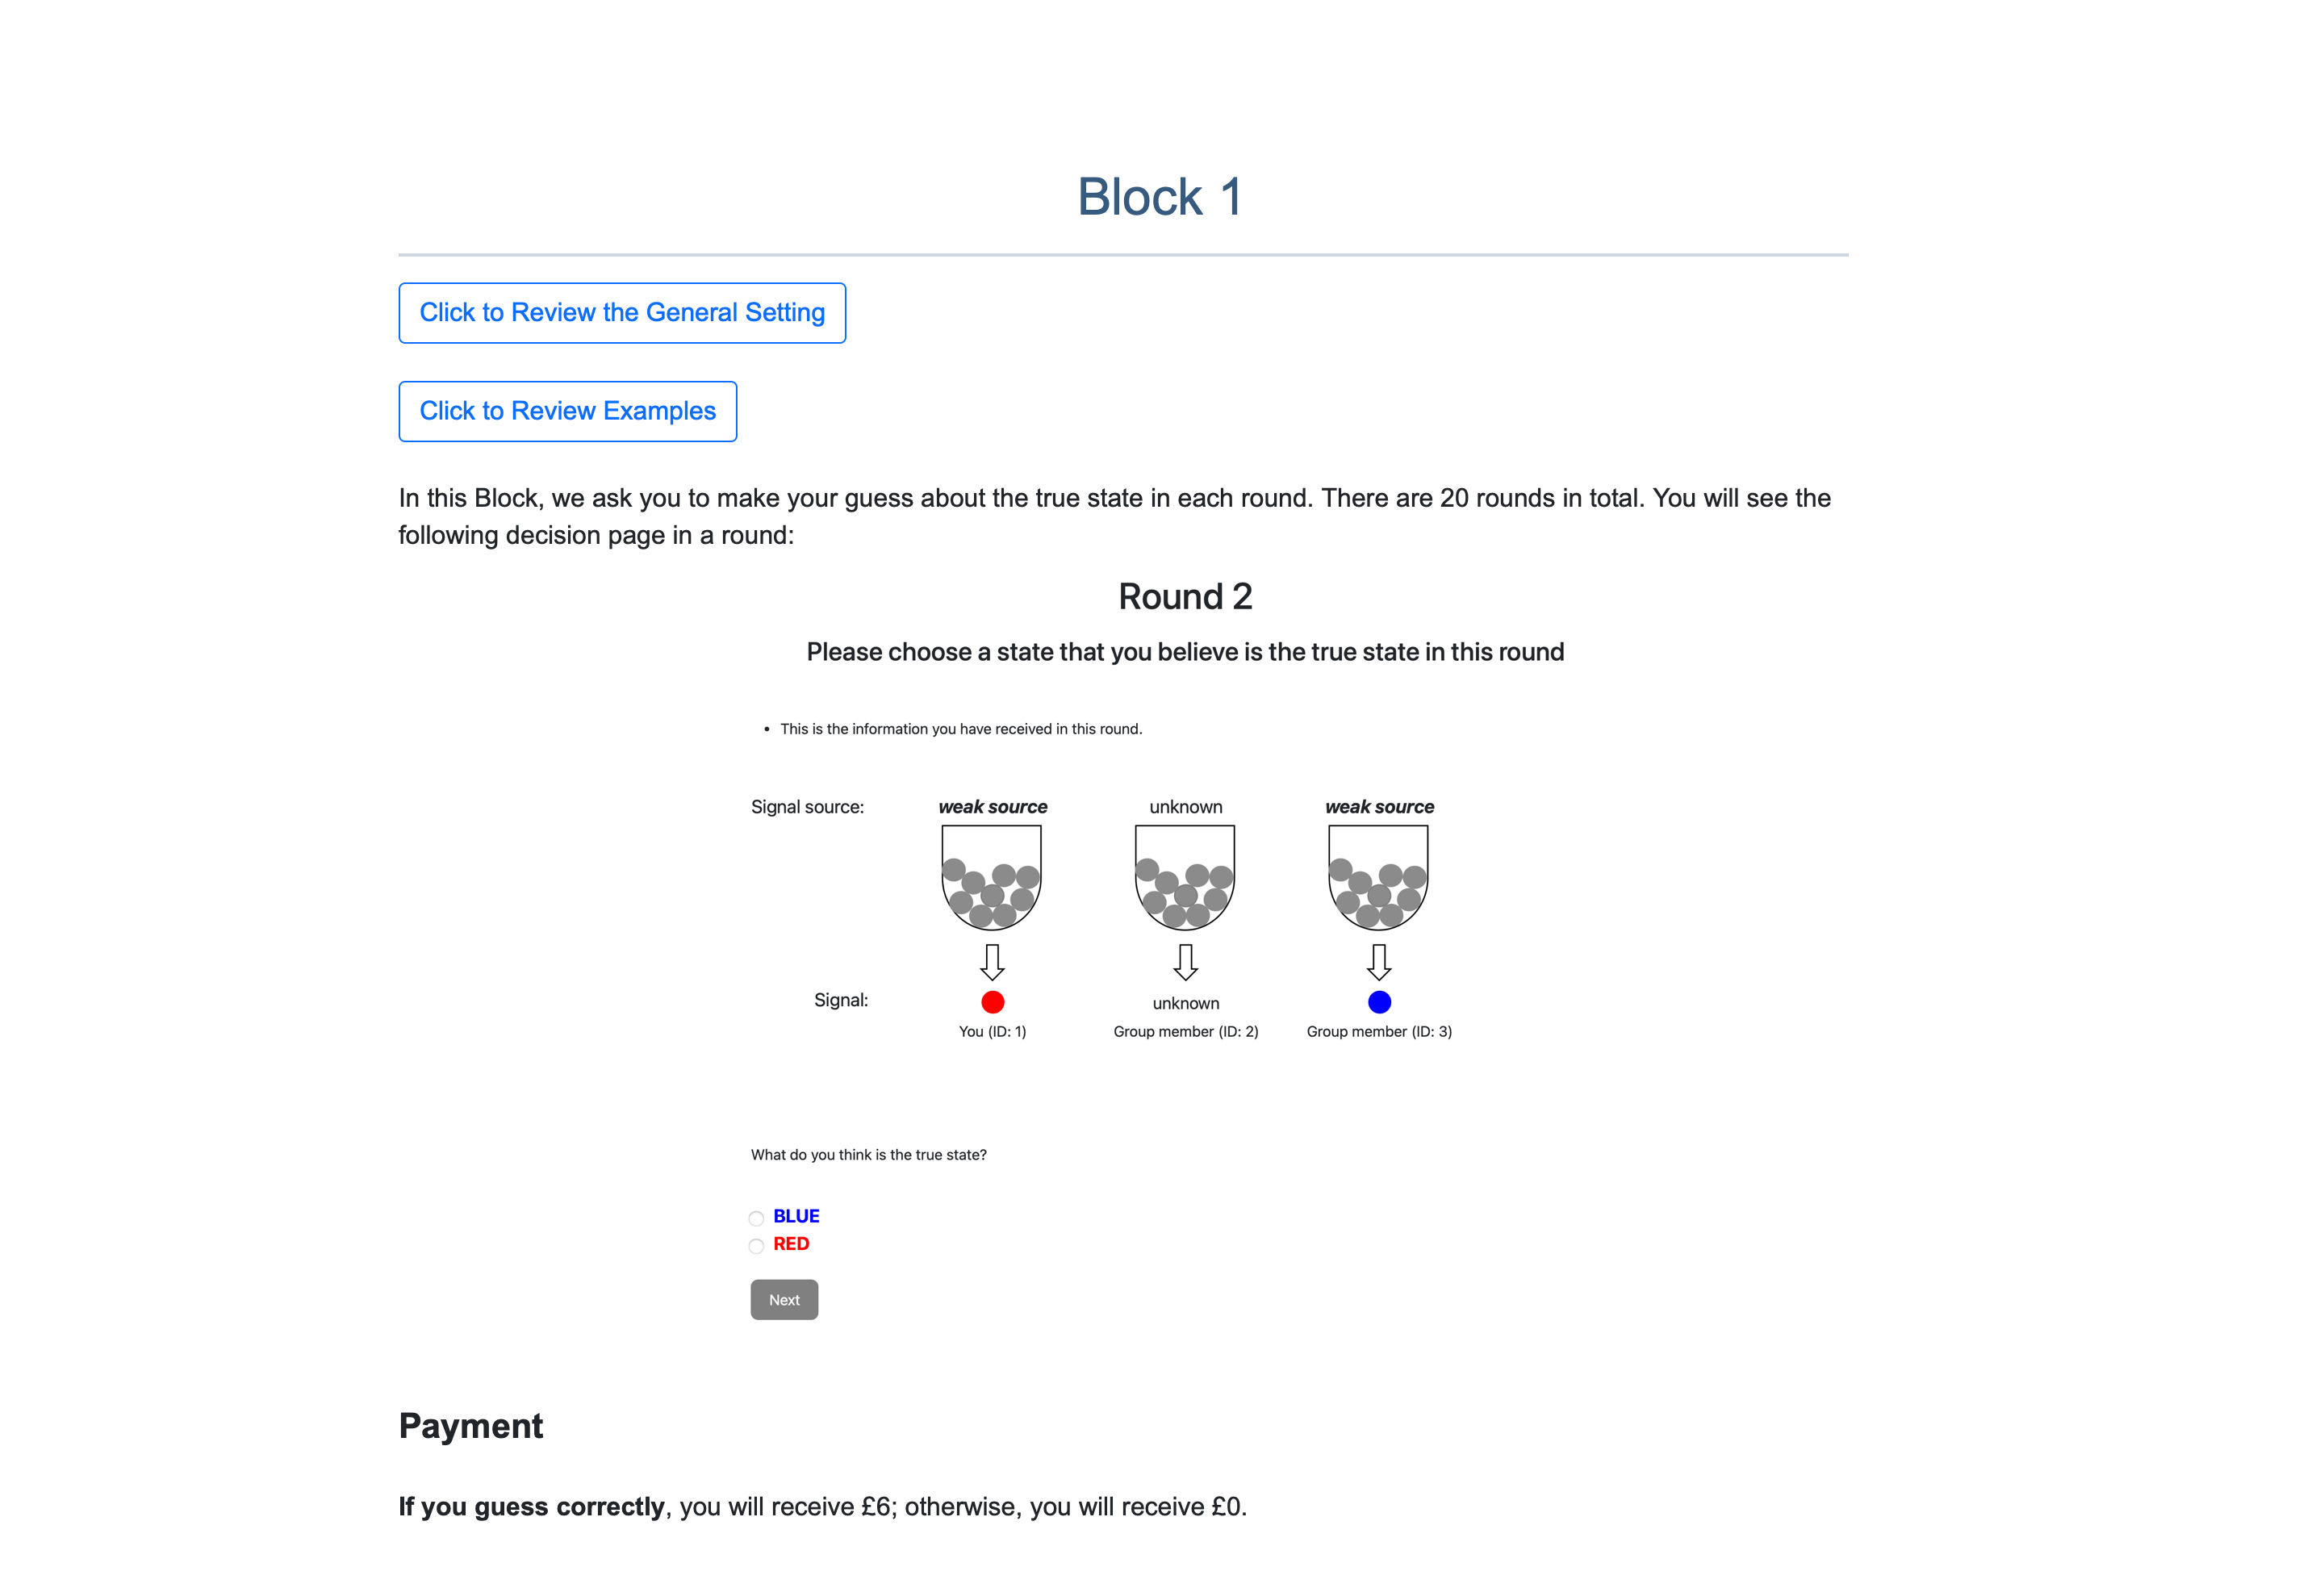 Block 1
Click to Review the General Setting
Click to Review Examples
In this Block, we ask you to make your guess about the true state in each round. There are 20 rounds in total. You will see the
following decision page in a round:
Round 2
Please choose a state that you believe is the true state in this round
• This is the information you have received in this round.
Signal source: weak source unknown weak source
Signal: unknown
You (ID: 1) Group member (ID: 2) Group member (ID: 3)
What do you think is the true state?
BLUE
RED
Next
Payment
If you guess correctly, you will receive £6; otherwise, you will receive £0.